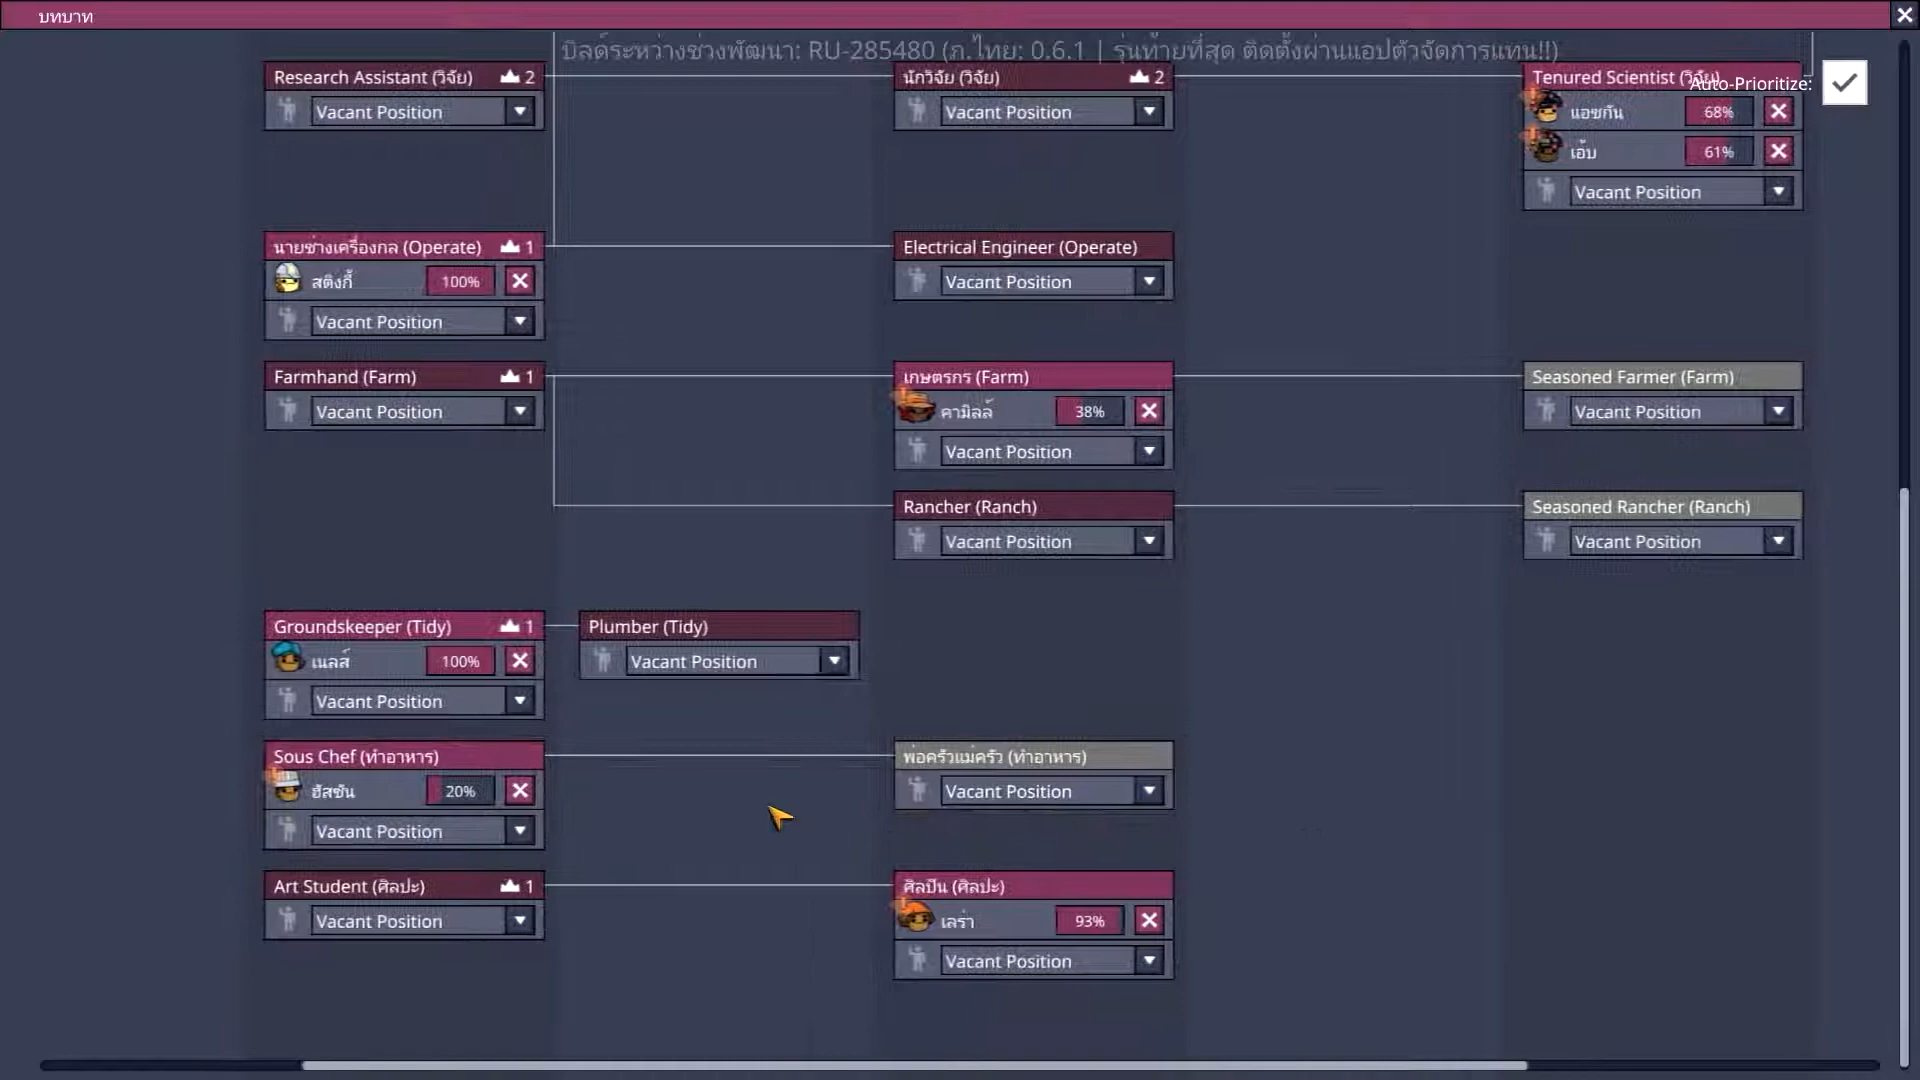 บทบาท
บิลด์ระหว่างช่วงพัฒนา: RU-285480 (ภ.ไทย: 0.6.1 | รุ่นท้ายที่สุด ติดตั้งผ่านแอปตัวจัดการแทน!!)
Auto-Prioritize:
Research Assistant (วิจัย) 2
Vacant Position
นักวิจัย (วิจัย) 2
Vacant Position
Tenured Scientist (วิจัย)
แอชกัน 68%
เอ๊บ 61%
Vacant Position
นายช่างเครื่องกล (Operate) 1
สติงกี้ 100%
Vacant Position
Electrical Engineer (Operate)
Vacant Position
Farmhand (Farm) 1
Vacant Position
เกษตรกร (Farm)
คามิลล์ 38%
Vacant Position
Seasoned Farmer (Farm)
Vacant Position
Rancher (Ranch)
Vacant Position
Seasoned Rancher (Ranch)
Vacant Position
Groundskeeper (Tidy) 1
เนลส์ 100%
Vacant Position
Plumber (Tidy)
Vacant Position
Sous Chef (ทำอาหาร)
ฮัสซัน 20%
Vacant Position
พ่อครัวแม่ครัว (ทำอาหาร)
Vacant Position
Art Student (ศิลปะ) 1
Vacant Position
ศิลปิน (ศิลปะ)
เลร่า 93%
Vacant Position